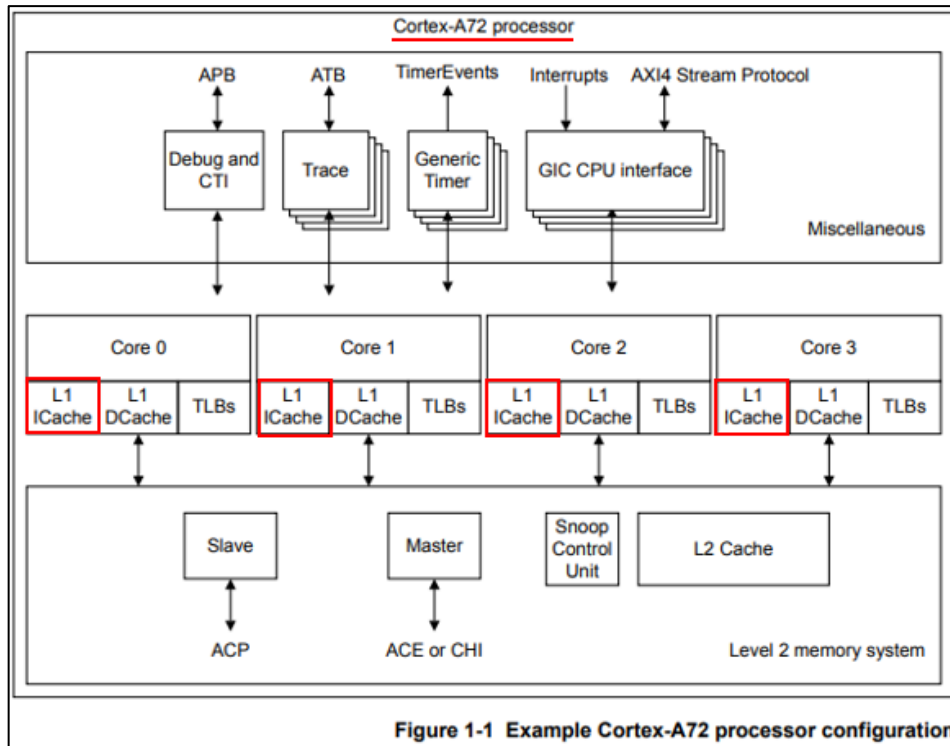 Cortex-A72 processor
APB
ATB
TimerEvents
Interrupts
AXI4 Stream Protocol
Debug and
CTI
Trace
Generic
Timer
GIC CPU interface
Miscellaneous
Core 0
Core 1
Core 2
Core 3
L1
ICache
L1
DCache
TLBs
L1
ICache
L1
DCache
TLBs
L1
ICache
L1
DCache
TLBs
L1
ICache
L1
DCache
TLBs
Slave
Master
Snoop
Control
Unit
L2 Cache
ACP
ACE or CHI
Level 2 memory system
Figure 1-1 Example Cortex-A72 processor configuration